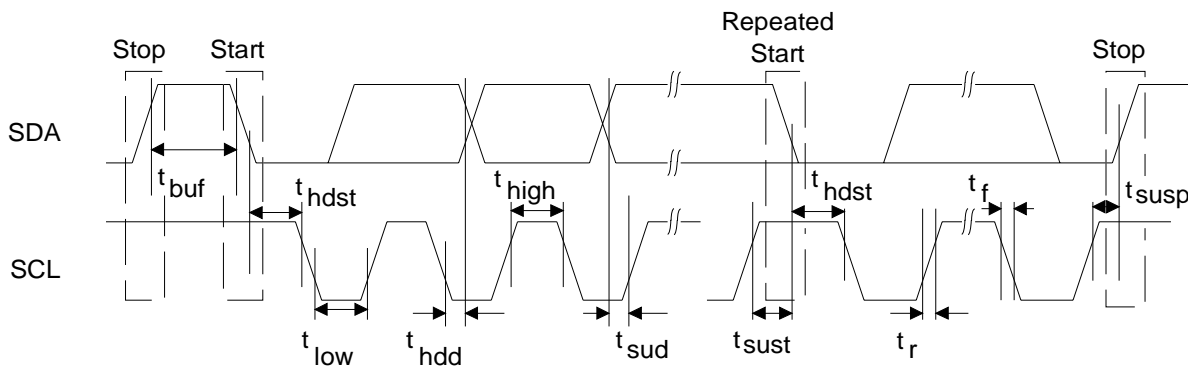 Repeated
Stop Start Start Stop
SDA
t buf t hdst t high t hdst t f t susp
SCL
t low t hdd t sud t sust t r